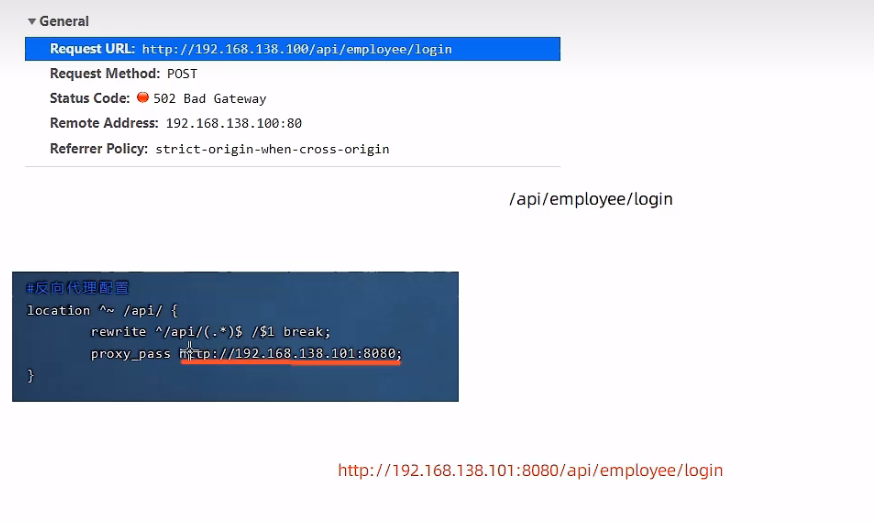 General
Request URL: http://192.168.138.100/api/employee/login
Request Method: POST
Status Code: 502 Bad Gateway
Remote Address: 192.168.138.100:80
Referrer Policy: strict-origin-when-cross-origin
/api/employee/login
#反向代理配置
location ^~ /api/ {
rewrite ^/api/(.*)$ /$1 break;
proxy_pass http://192.168.138.101:8080;
}
http://192.168.138.101:8080/api/employee/login